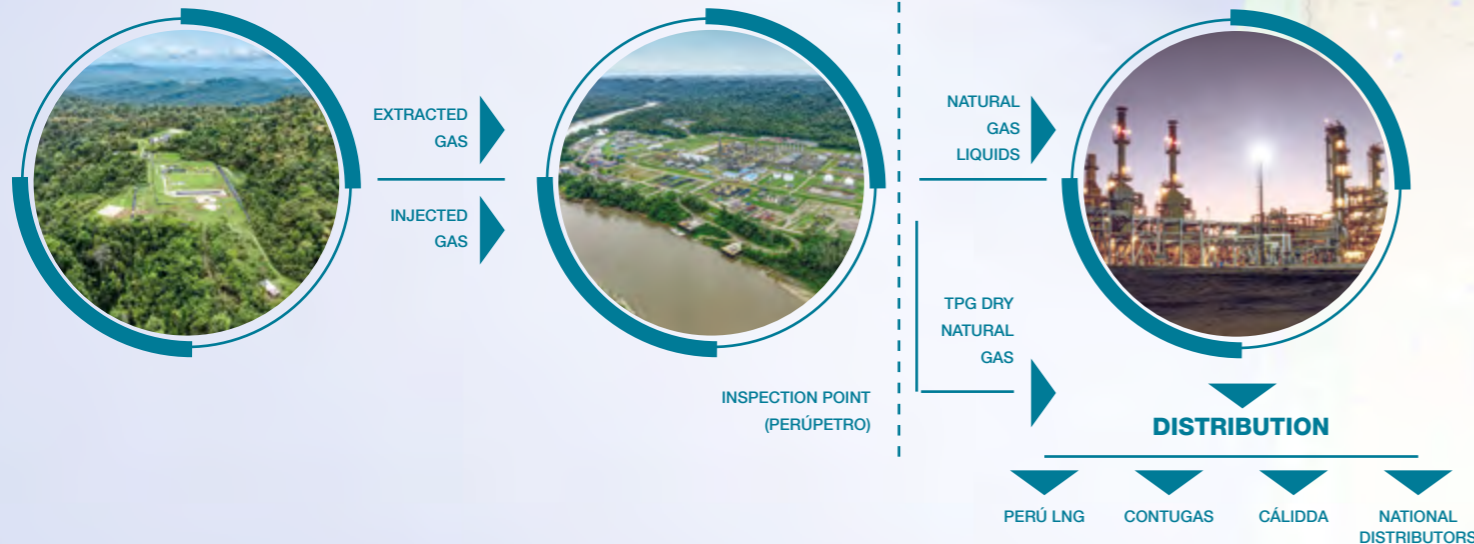 EXTRACTED
GAS
INJECTED
GAS
INSPECTION POINT
(PERÚPETRO)
NATURAL
GAS
LIQUIDS
TPG DRY
NATURAL
GAS
DISTRIBUTION
PERÚ LNG
CONTUGAS
CÁLIDDA
NATIONAL
DISTRIBUTORS